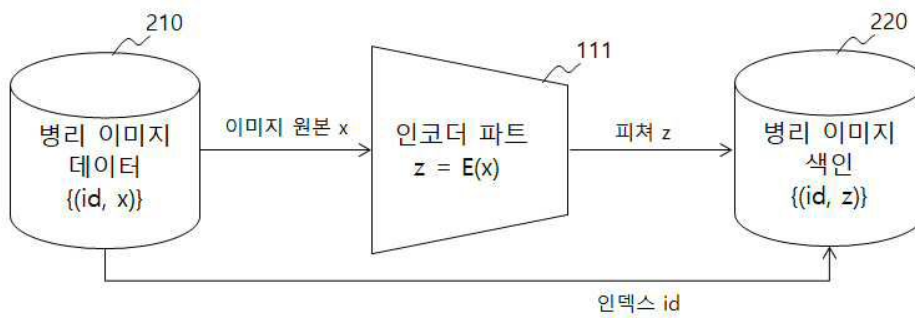 210
111
220
병리 이미지
데이터
{(id, x)}
이미지 원본 x
인코더 파트
z = E(x)
피쳐 z
병리 이미지
색인
{(id, z)}
인덱스 id